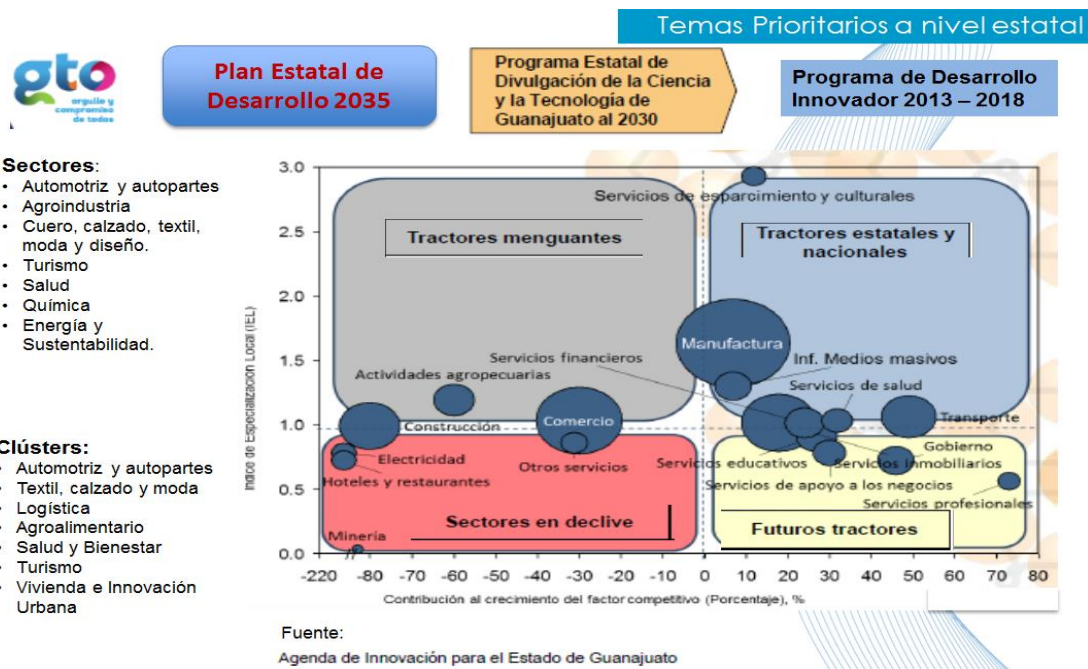 Temas Prioritarios a nivel estatal
gto
orgullo y
compromiso
de todos
Plan Estatal de
Desarrollo 2035
Programa Estatal de
Divulgación de la Ciencia
y la Tecnología de
Guanajuato al 2030
Programa de Desarrollo
Innovador 2013 – 2018
Sectores:
• Automotriz y autopartes
• Agroindustria
• Cuero, calzado, textil,
moda y diseño.
• Turismo
• Salud
• Química
• Energía y
Sustentabilidad.
Clústers:
• Automotriz y autopartes
• Textil, calzado y moda
• Logística
• Agroalimentario
• Salud y Bienestar
• Turismo
• Vivienda e Innovación
Urbana
Indice de Especialización Local (IEL)
3.0
2.5
2.0
1.5
1.0
0.5
0.0
Servicios de esparcimiento y culturales
Tractores menguantes
Tractores estatales y
nacionales
Manufactura
Servicios financieros
Inf. Medios masivos
Actividades agropecuarias
Servicios de salud
Comercio
Transporte
Construcción
Gobierno
Electricidad
Otros servicios
Servicios educativos
Servicios inmobiliarios
Hoteles y restaurantes
Servicios de apoyo a los negocios
Servicios profesionales
Sectores en declive
Futuros tractores
Minería
-220 -80 -70 -60 -50 -40 -30 -20 -10 0 10 20 30 40 50 60 70 80
Contribución al crecimiento del factor competitivo (Porcentaje), %
Fuente:
Agenda de Innovación para el Estado de Guanajuato